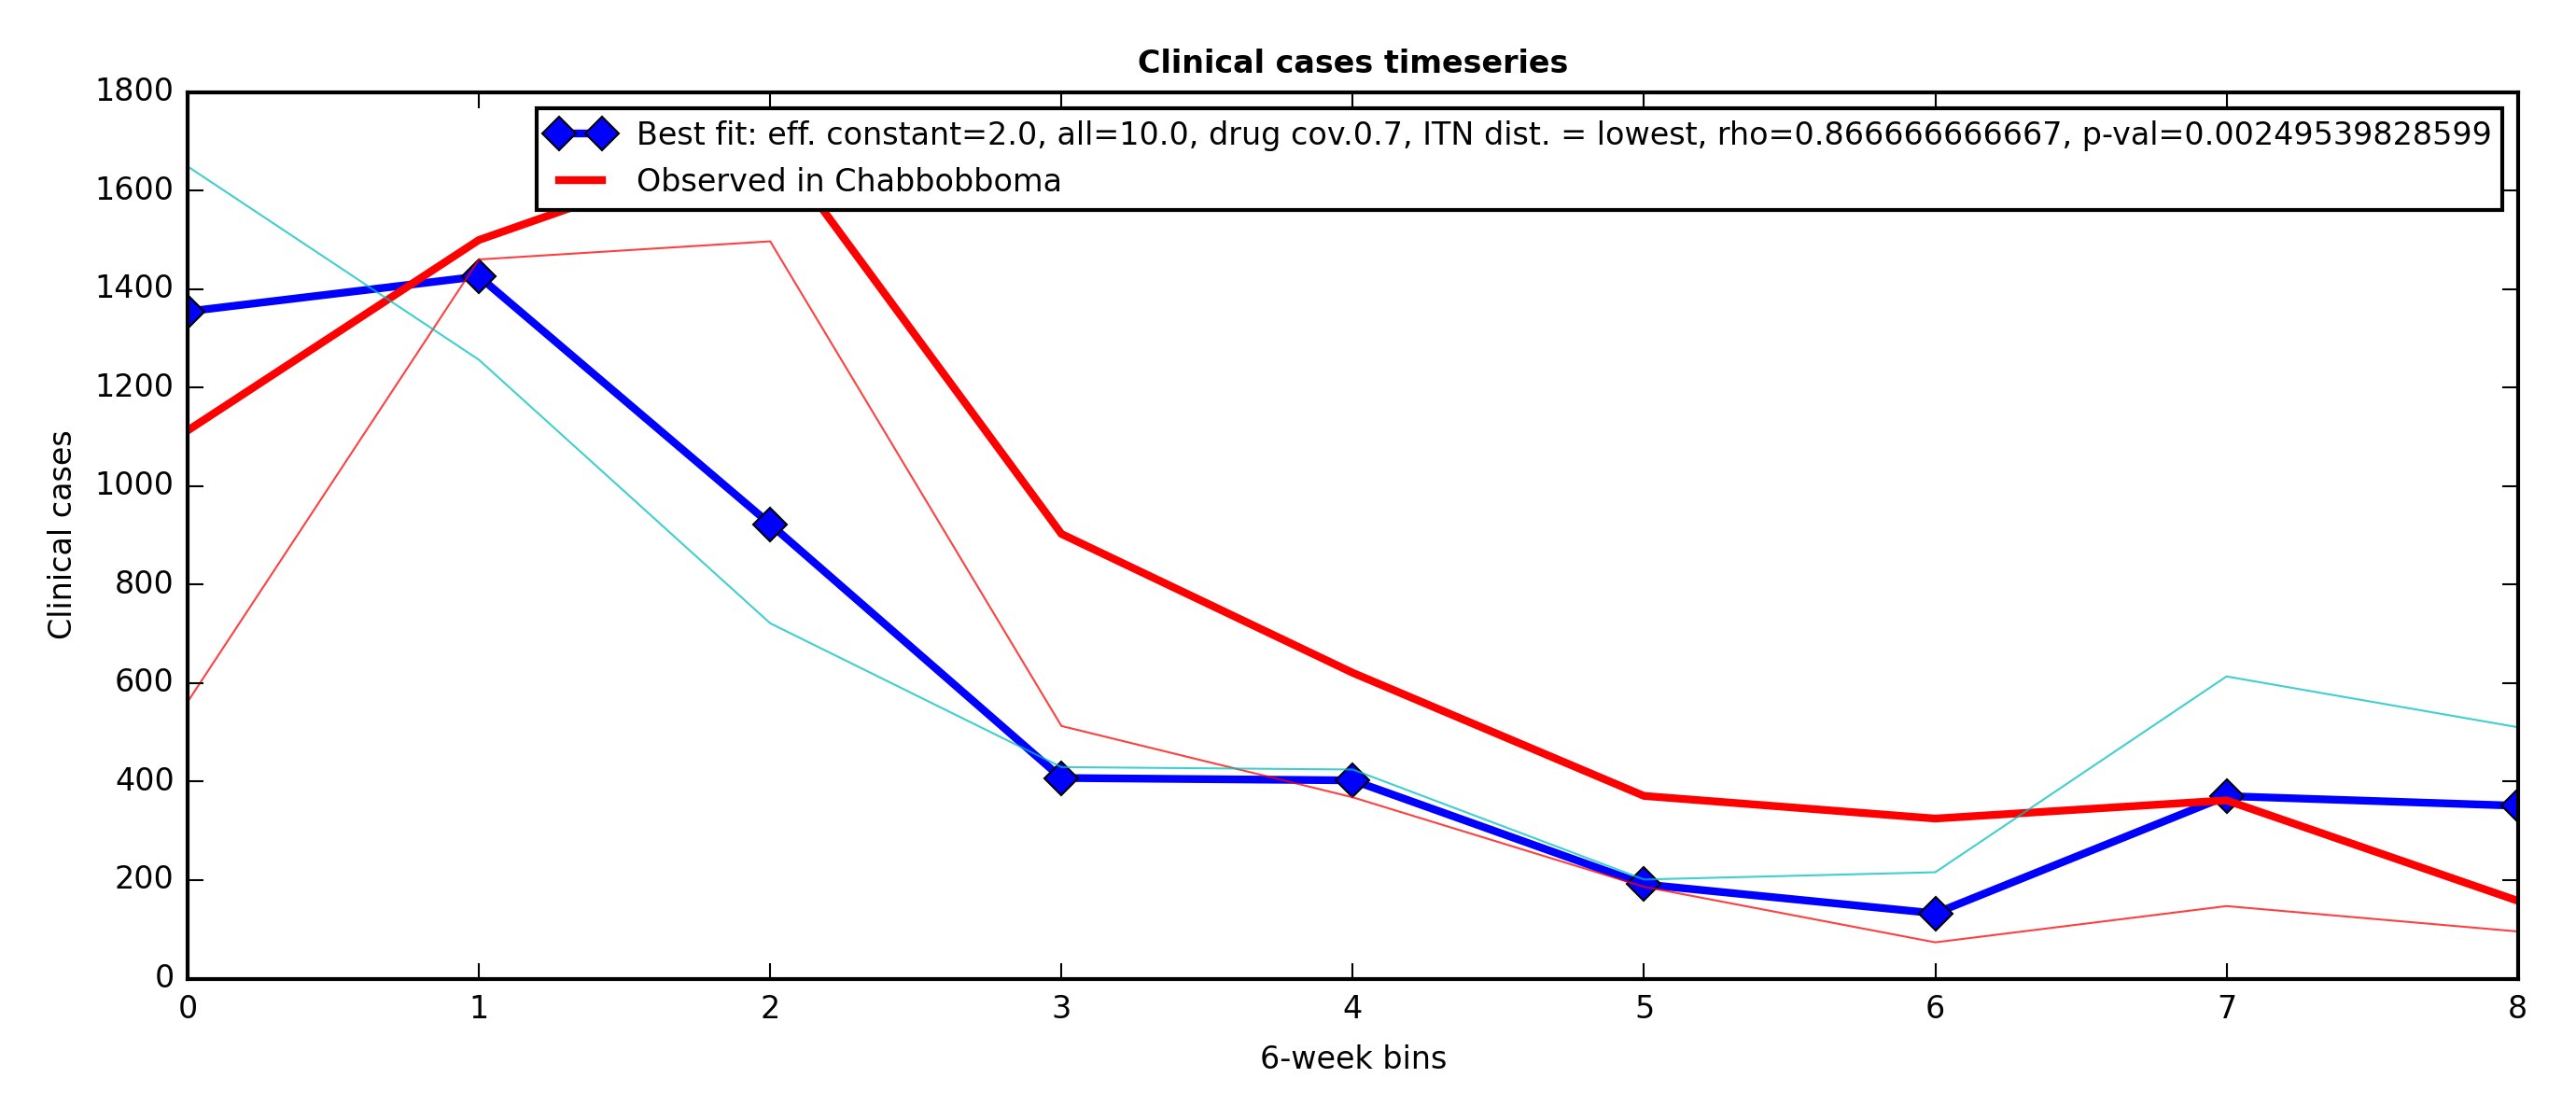 Clinical cases timeseries
Best fit: eff. constant=2.0, all=10.0, drug cov.0.7, ITN dist. = lowest, rho=0.866666666667, p-val=0.00249539828599
Observed in Chabbobboma
Clinical cases
1800
1600
1400
1200
1000
800
600
400
200
0
0 1 2 3 4 5 6 7 8
6-week bins